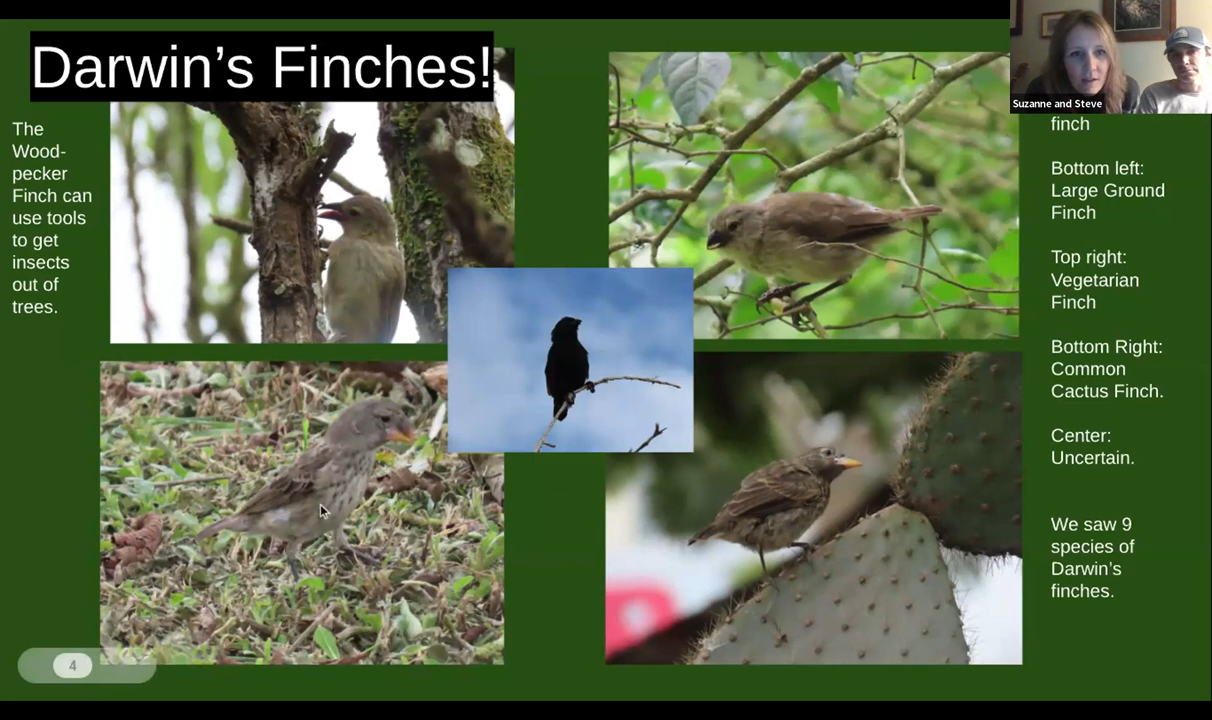 Darwin's Finches!
The
Wood-
pecker
Finch can
use tools
to get
insects
out of
trees.
Suzanne and Steve
finch
Bottom left:
Large Ground
Finch
Top right:
Vegetarian
Finch
Bottom Right:
Common
Cactus Finch.
Center:
Uncertain.
We saw 9
species of
Darwin's
finches.
4